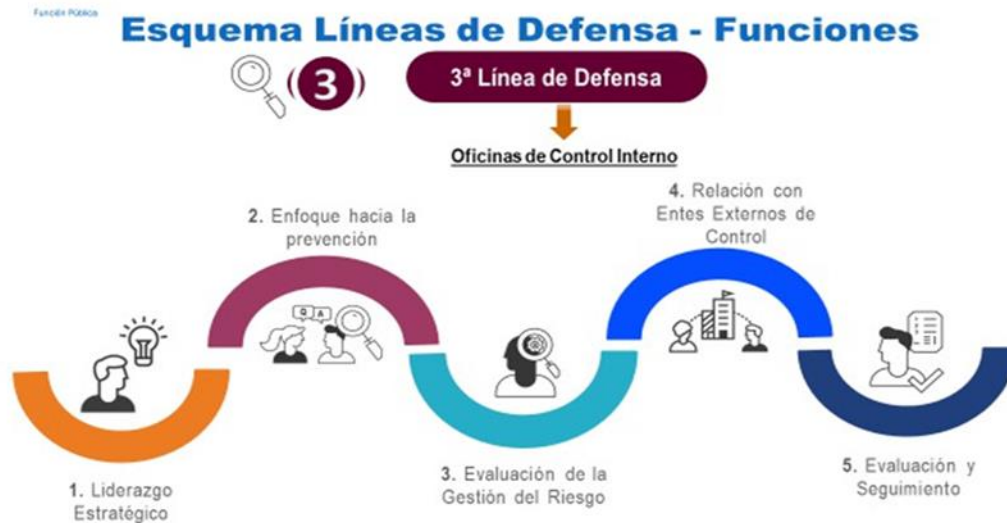 Función Pública
Esquema Líneas de Defensa - Funciones
3
3ª Línea de Defensa
Oficinas de Control Interno
2. Enfoque hacia la
prevención
4. Relación con
Entes Externos de
Control
Q A
1. Liderazgo
Estratégico
3. Evaluación de la
Gestión del Riesgo
5. Evaluación y
Seguimiento